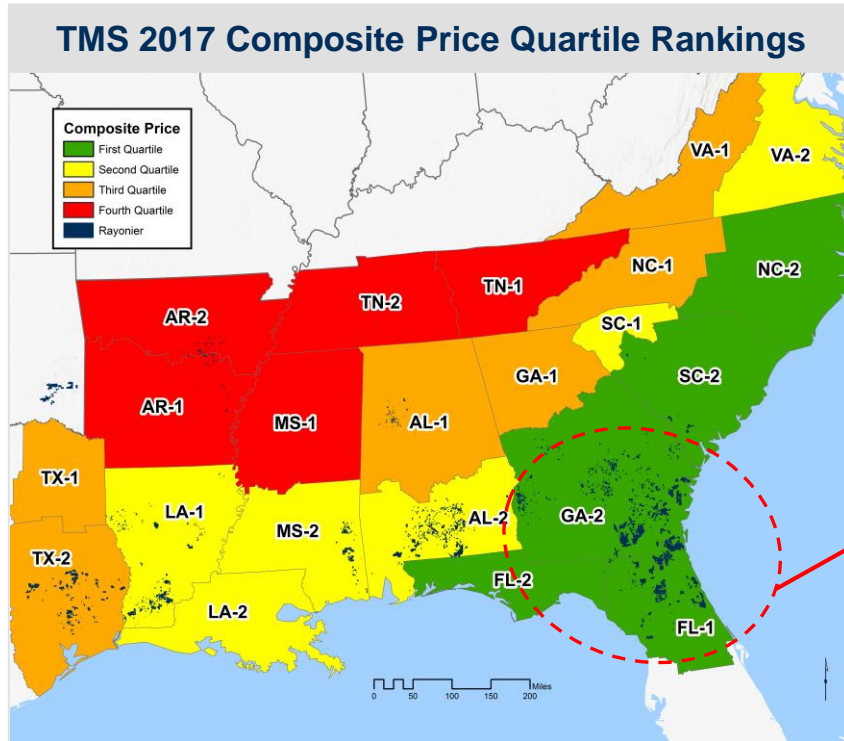 TMS 2017 Composite Price Quartile Rankings
Composite Price
First Quartile
Second Quartile
Third Quartile
Fourth Quartile
Rayonier
VA-1
VA-2
NC-1
NC-2
TN-1
TN-2
AR-2
SC-1
SC-2
GA-1
AR-1
MS-1
AL-1
TX-1
LA-1
MS-2
AL-2
GA-2
TX-2
FL-2
LA-2
FL-1
Miles
0 25 50 100 150 200